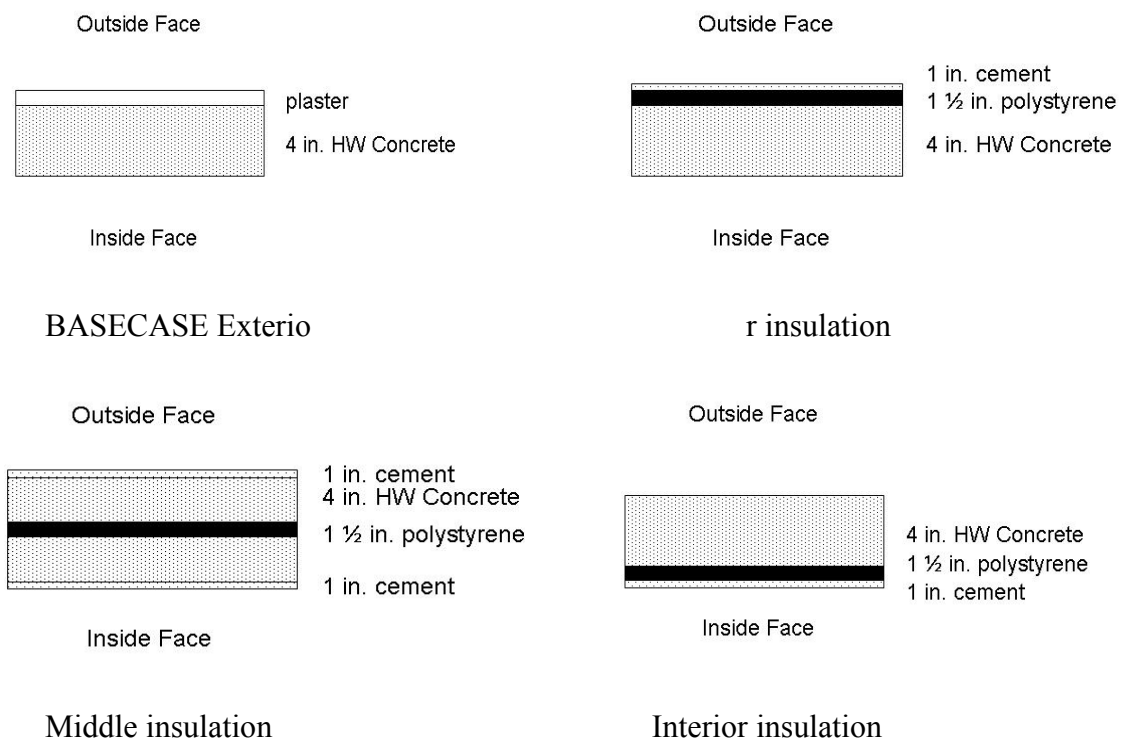 Outside Face
plaster
4 in. HW Concrete
Inside Face
Outside Face
1 in. cement
1 ½ in. polystyrene
4 in. HW Concrete
Inside Face
BASECASE Exterio r insulation
Outside Face
1 in. cement
4 in. HW Concrete
1 ½ in. polystyrene
1 in. cement
Inside Face
Outside Face
4 in. HW Concrete
1 ½ in. polystyrene
1 in. cement
Inside Face
Middle insulation
Interior insulation